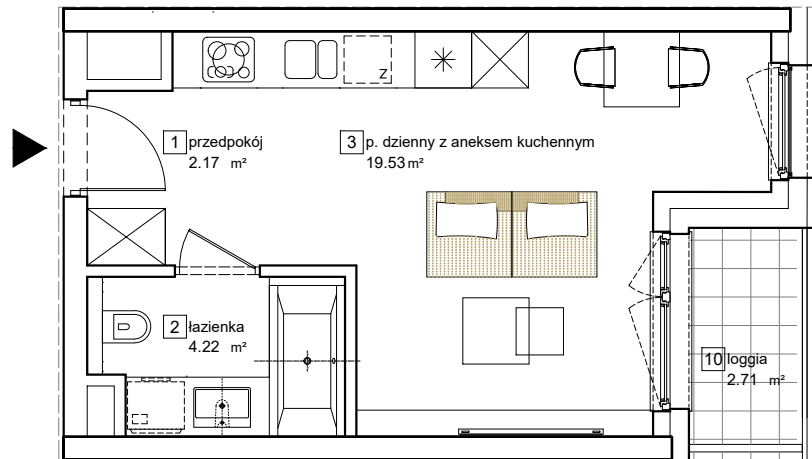 Z
1 przedpokój
2.17 m²
3 p. dzienny z aneksem kuchennym
19.53 m²
2 łazienka
4.22 m²
10 loggia
2.71 m²